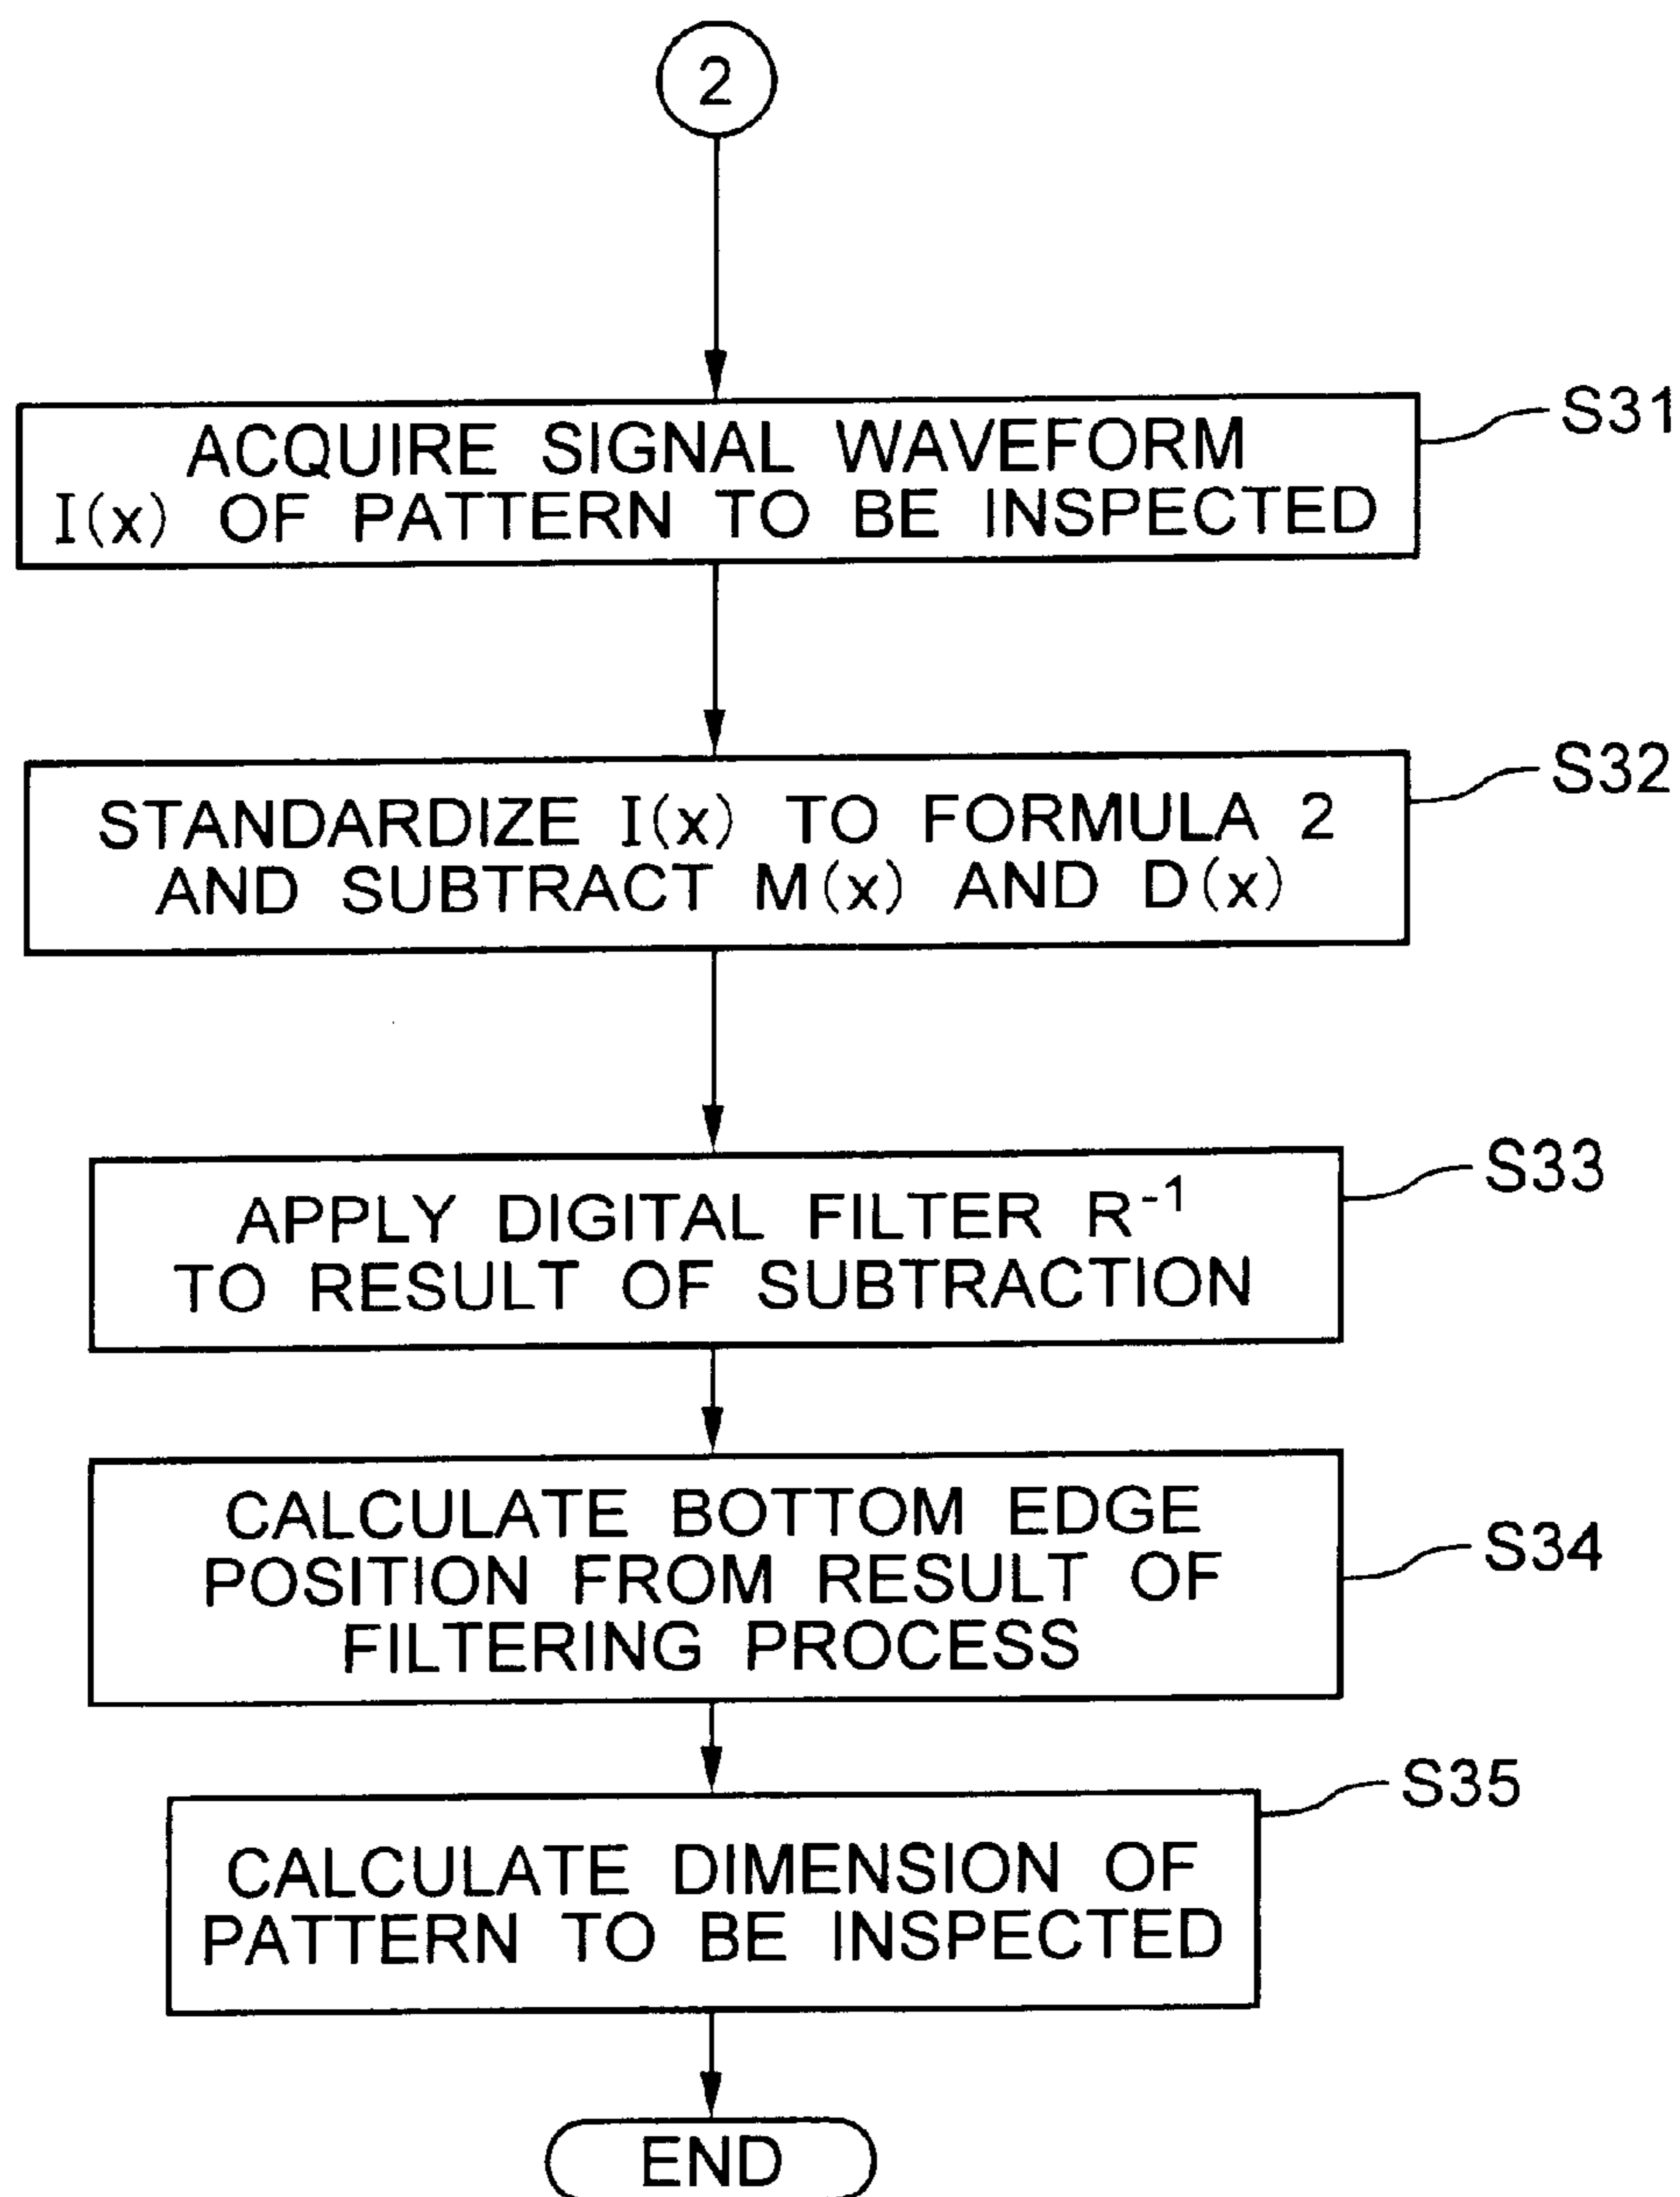 2
S31
ACQUIRE SIGNAL WAVEFORM
I(x) OF PATTERN TO BE INSPECTED
S32
STANDARDIZE I(x) TO FORMULA 2
AND SUBTRACT M(x) AND D(x)
S33
APPLY DIGITAL FILTER R⁻¹
TO RESULT OF SUBTRACTION
S34
CALCULATE BOTTOM EDGE
POSITION FROM RESULT OF
FILTERING PROCESS
S35
CALCULATE DIMENSION OF
PATTERN TO BE INSPECTED
END